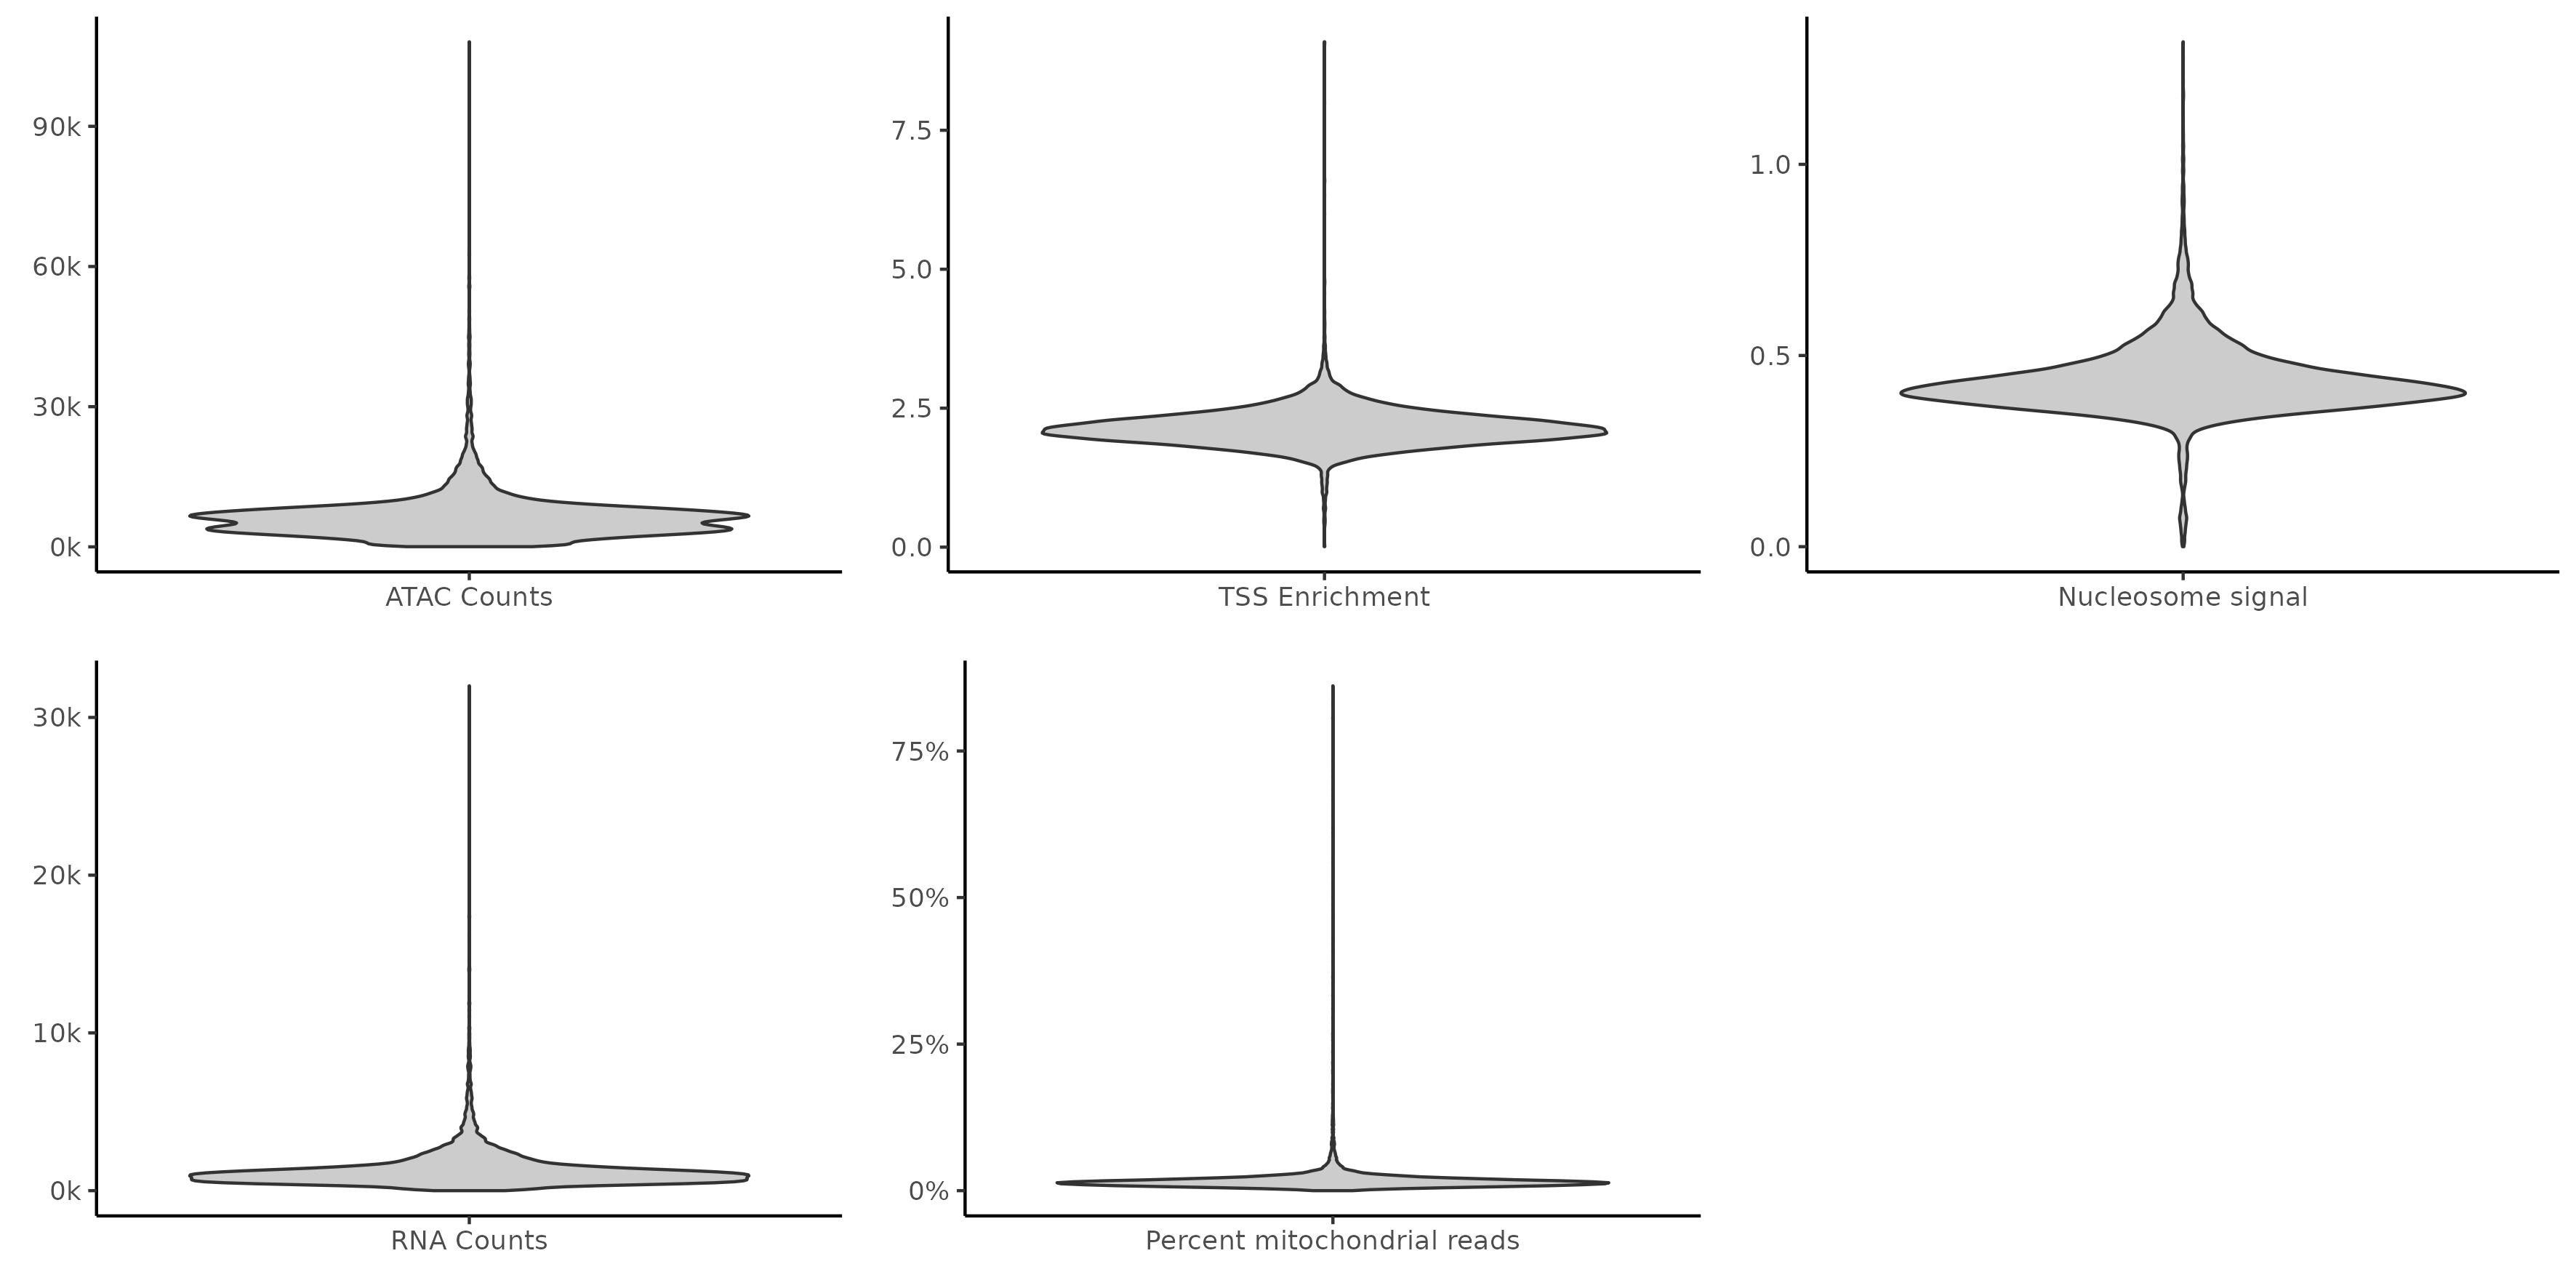 90k
60k
30k
0k
ATAC Counts
7.5
5.0
2.5
0.0
TSS Enrichment
1.0
0.5
0.0
Nucleosome signal
30k
20k
10k
0k
RNA Counts
75%
50%
25%
0%
Percent mitochondrial reads